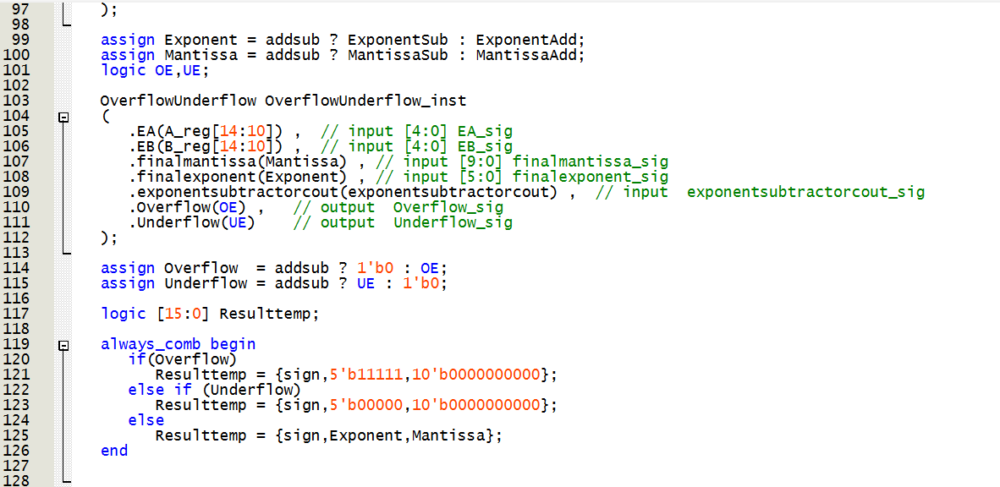 97 );
98
99 assign Exponent = addsub ? ExponentSub : ExponentAdd;
100 assign Mantissa = addsub ? MantissaSub : MantissaAdd;
101 logic OE,UE;
102
103 OverflowUnderflow OverflowUnderflow_inst
104 (
105 .EA(A_reg[14:10]) , // input [4:0] EA_sig
106 .EB(B_reg[14:10]) , // input [4:0] EB_sig
107 .finalmantissa(Mantissa) , // input [9:0] finalmantissa_sig
108 .finalexponent(Exponent) , // input [5:0] finalexponent_sig
109 .exponentsubtractorcout(exponentsubtractorcout) , // input exponentsubtractorcout_sig
110 .Overflow(OE) , // output Overflow_sig
111 .Underflow(UE) // output Underflow_sig
112 );
113
114 assign Overflow = addsub ? 1'b0 : OE;
115 assign Underflow = addsub ? UE : 1'b0;
116
117 logic [15:0] Resulttemp;
118
119 always_comb begin
120 if(Overflow)
121 Resulttemp = {sign,5'b11111,10'b0000000000};
122 else if (Underflow)
123 Resulttemp = {sign,5'b00000,10'b0000000000};
124 else
125 Resulttemp = {sign,Exponent,Mantissa};
126 end
127
128